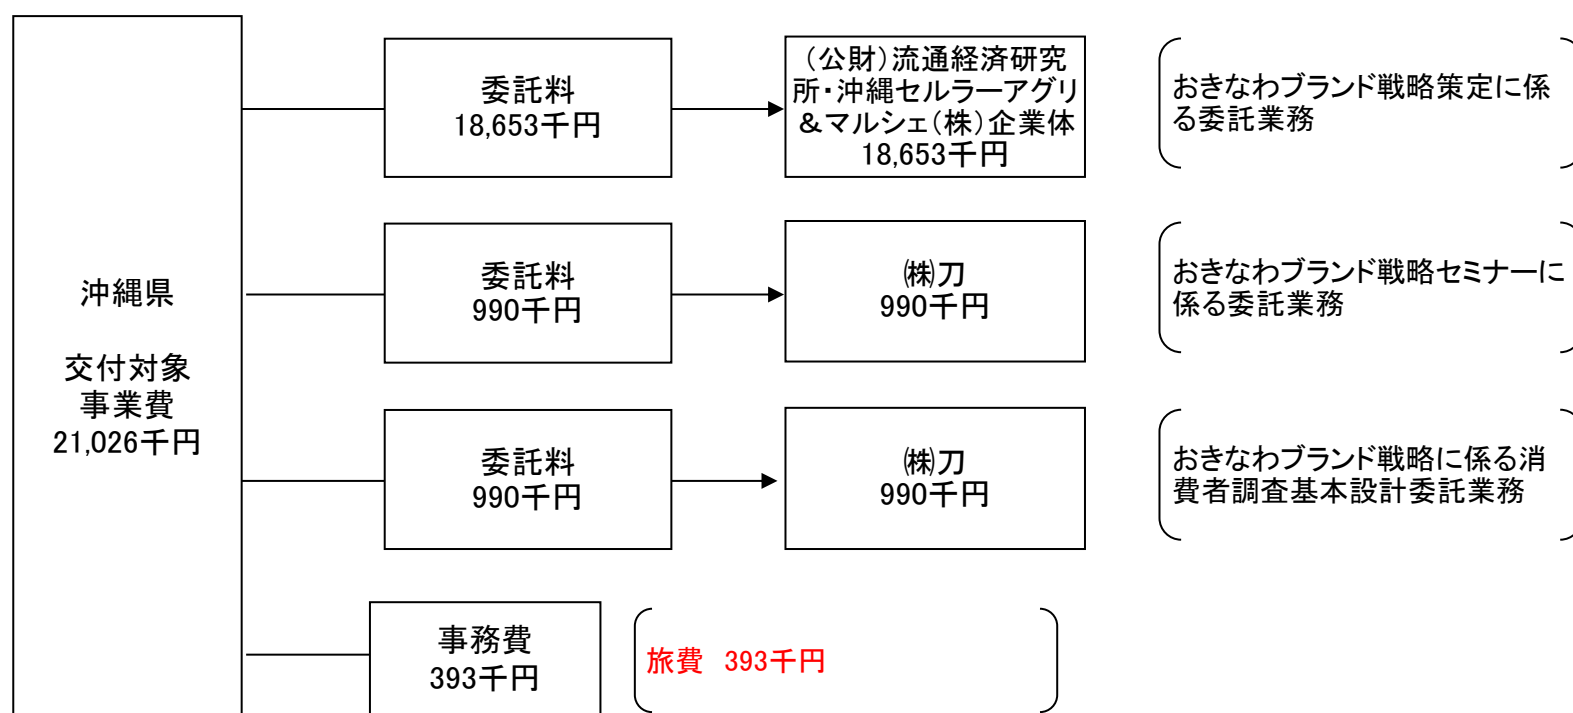 沖縄県
交付対象
事業費
21,026千円
委託料
18,653千円
（公財）流通経済研究
所・沖縄セルラーアグリ
＆マルシェ（株）企業体
18,653千円
おきなわブランド戦略策定に係
る委託業務
委託料
990千円
㈱刀
990千円
おきなわブランド戦略セミナーに
係る委託業務
委託料
990千円
㈱刀
990千円
おきなわブランド戦略に係る消
費者調査基本設計委託業務
事務費
393千円
旅費　393千円